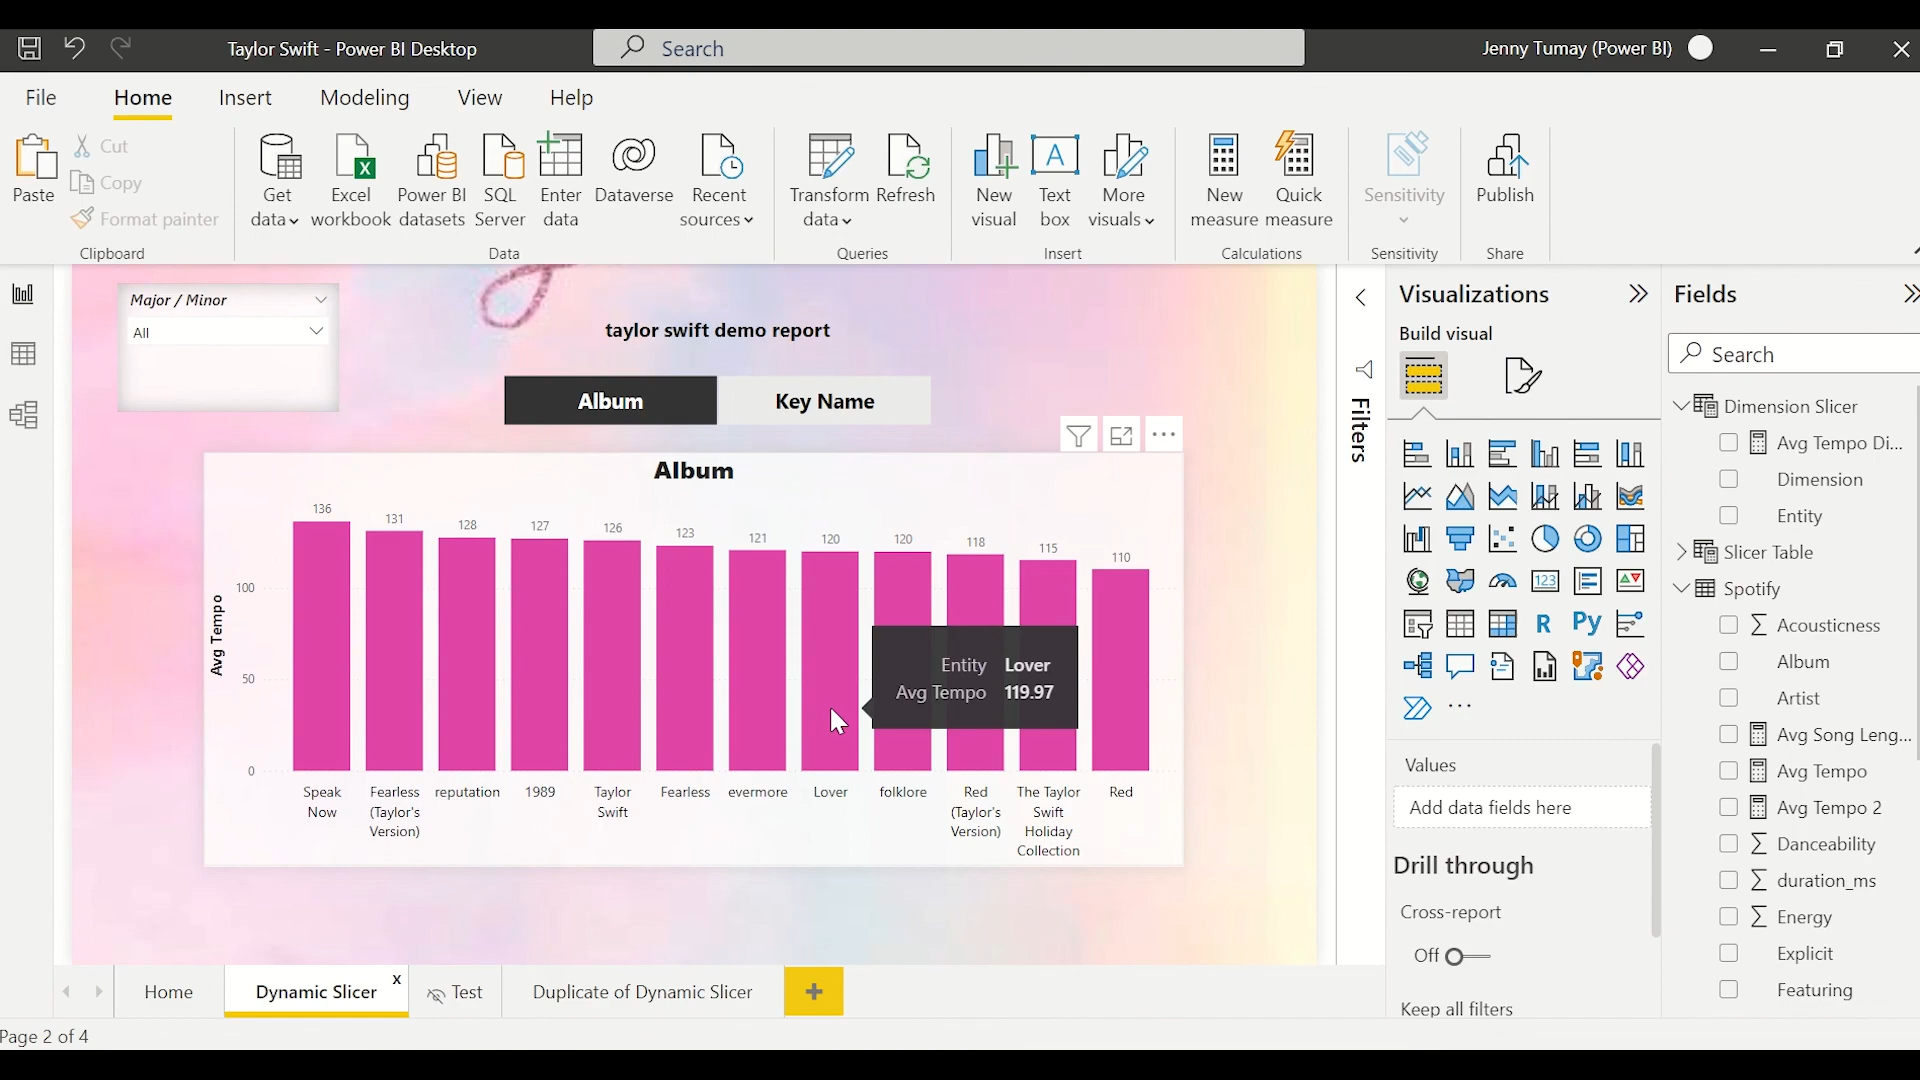 Taylor Swift - Power BI Desktop
Search
Jenny Tumay (Power BI)
File Home Insert Modeling View Help
Paste
Cut
Copy
Format painter
Clipboard
Get data
Excel workbook
Power BI datasets
SQL Server
Enter data
Dataverse
Recent sources
Data
Transform data
Refresh
Queries
New visual
Text box
More visuals
Insert
New measure
Quick measure
Calculations
Sensitivity
Sensitivity
Publish
Share
Major / Minor
All
taylor swift demo report
Album
Key Name
Album
136
131
128
127
126
123
121
120
120
118
115
110
Avg Tempo
100
50
0
Entity Lover
Avg Tempo 119.97
Speak
Now
Fearless
(Taylor's
Version)
reputation
1989
Taylor
Swift
Fearless
evermore
Lover
folklore
Red
(Taylor's
Version)
The Taylor
Swift
Holiday
Collection
Red
Filters
Visualizations
Build visual
123
R
Py
Values
Add data fields here
Drill through
Cross-report
Off
Keep all filters
Fields
Search
Dimension Slicer
Avg Tempo Di...
Dimension
Entity
Slicer Table
Spotify
Acousticness
Album
Artist
Avg Song Leng...
Avg Tempo
Avg Tempo 2
Danceability
duration_ms
Energy
Explicit
Featuring
Home
Dynamic Slicer
x
Test
Duplicate of Dynamic Slicer
+
Page 2 of 4